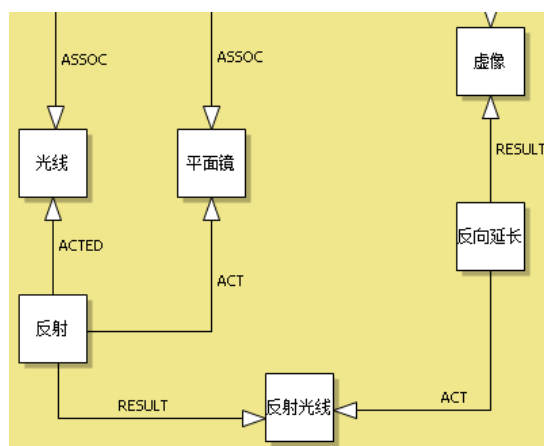 ASSOC
ASSOC
虚像
光线
平面镜
RESULT
反向延长
ACTED
ACT
反射
RESULT
反射光线
ACT